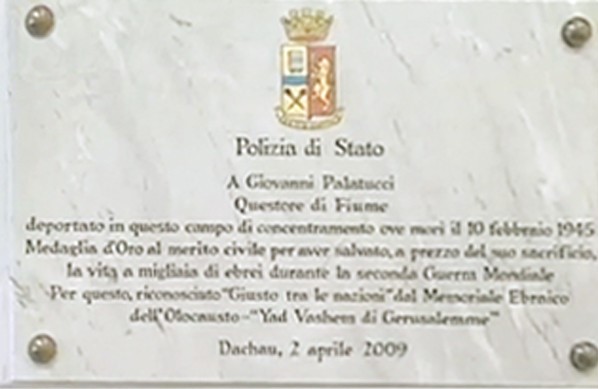 Polizia di Stato
A Giovanni Palatucci
Questore di Fiume
deportato in questo campo di concentramento ove morì il 10 febbraio 1945
Medaglia d'Oro al merito civile per aver salvato, a prezzo del suo sacrificio,
la vita a migliaia di ebrei durante la seconda Guerra Mondiale
Per questo, riconosciuto "Giusto tra le nazioni" dal Memoriale Ebraico
dell'Olocausto-"Yad Vashem di Gerusalemme"
Dachau, 2 aprile 2009